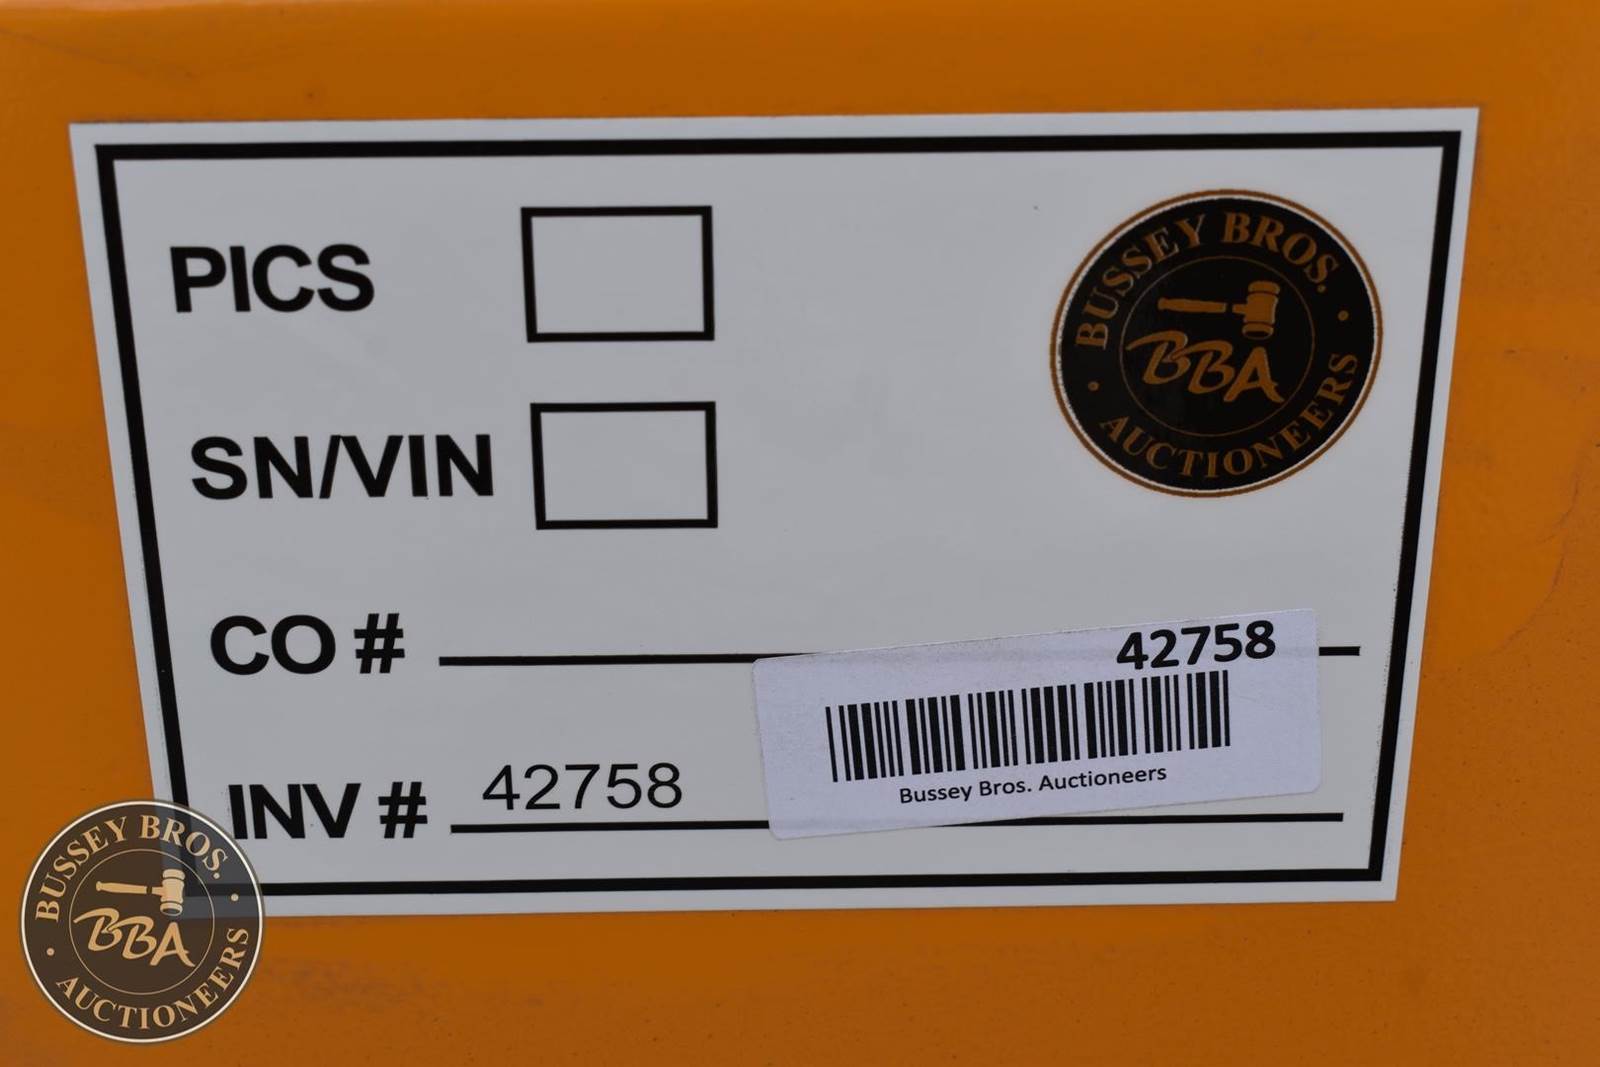 PICS
BUSSEY BROS.
BBA
AUCTIONEERS
SN/VIN
CO #
42758
Bussey Bros. Auctioneers
INV # 42758
BUSSEY BROS.
BBA
AUCTIONEERS